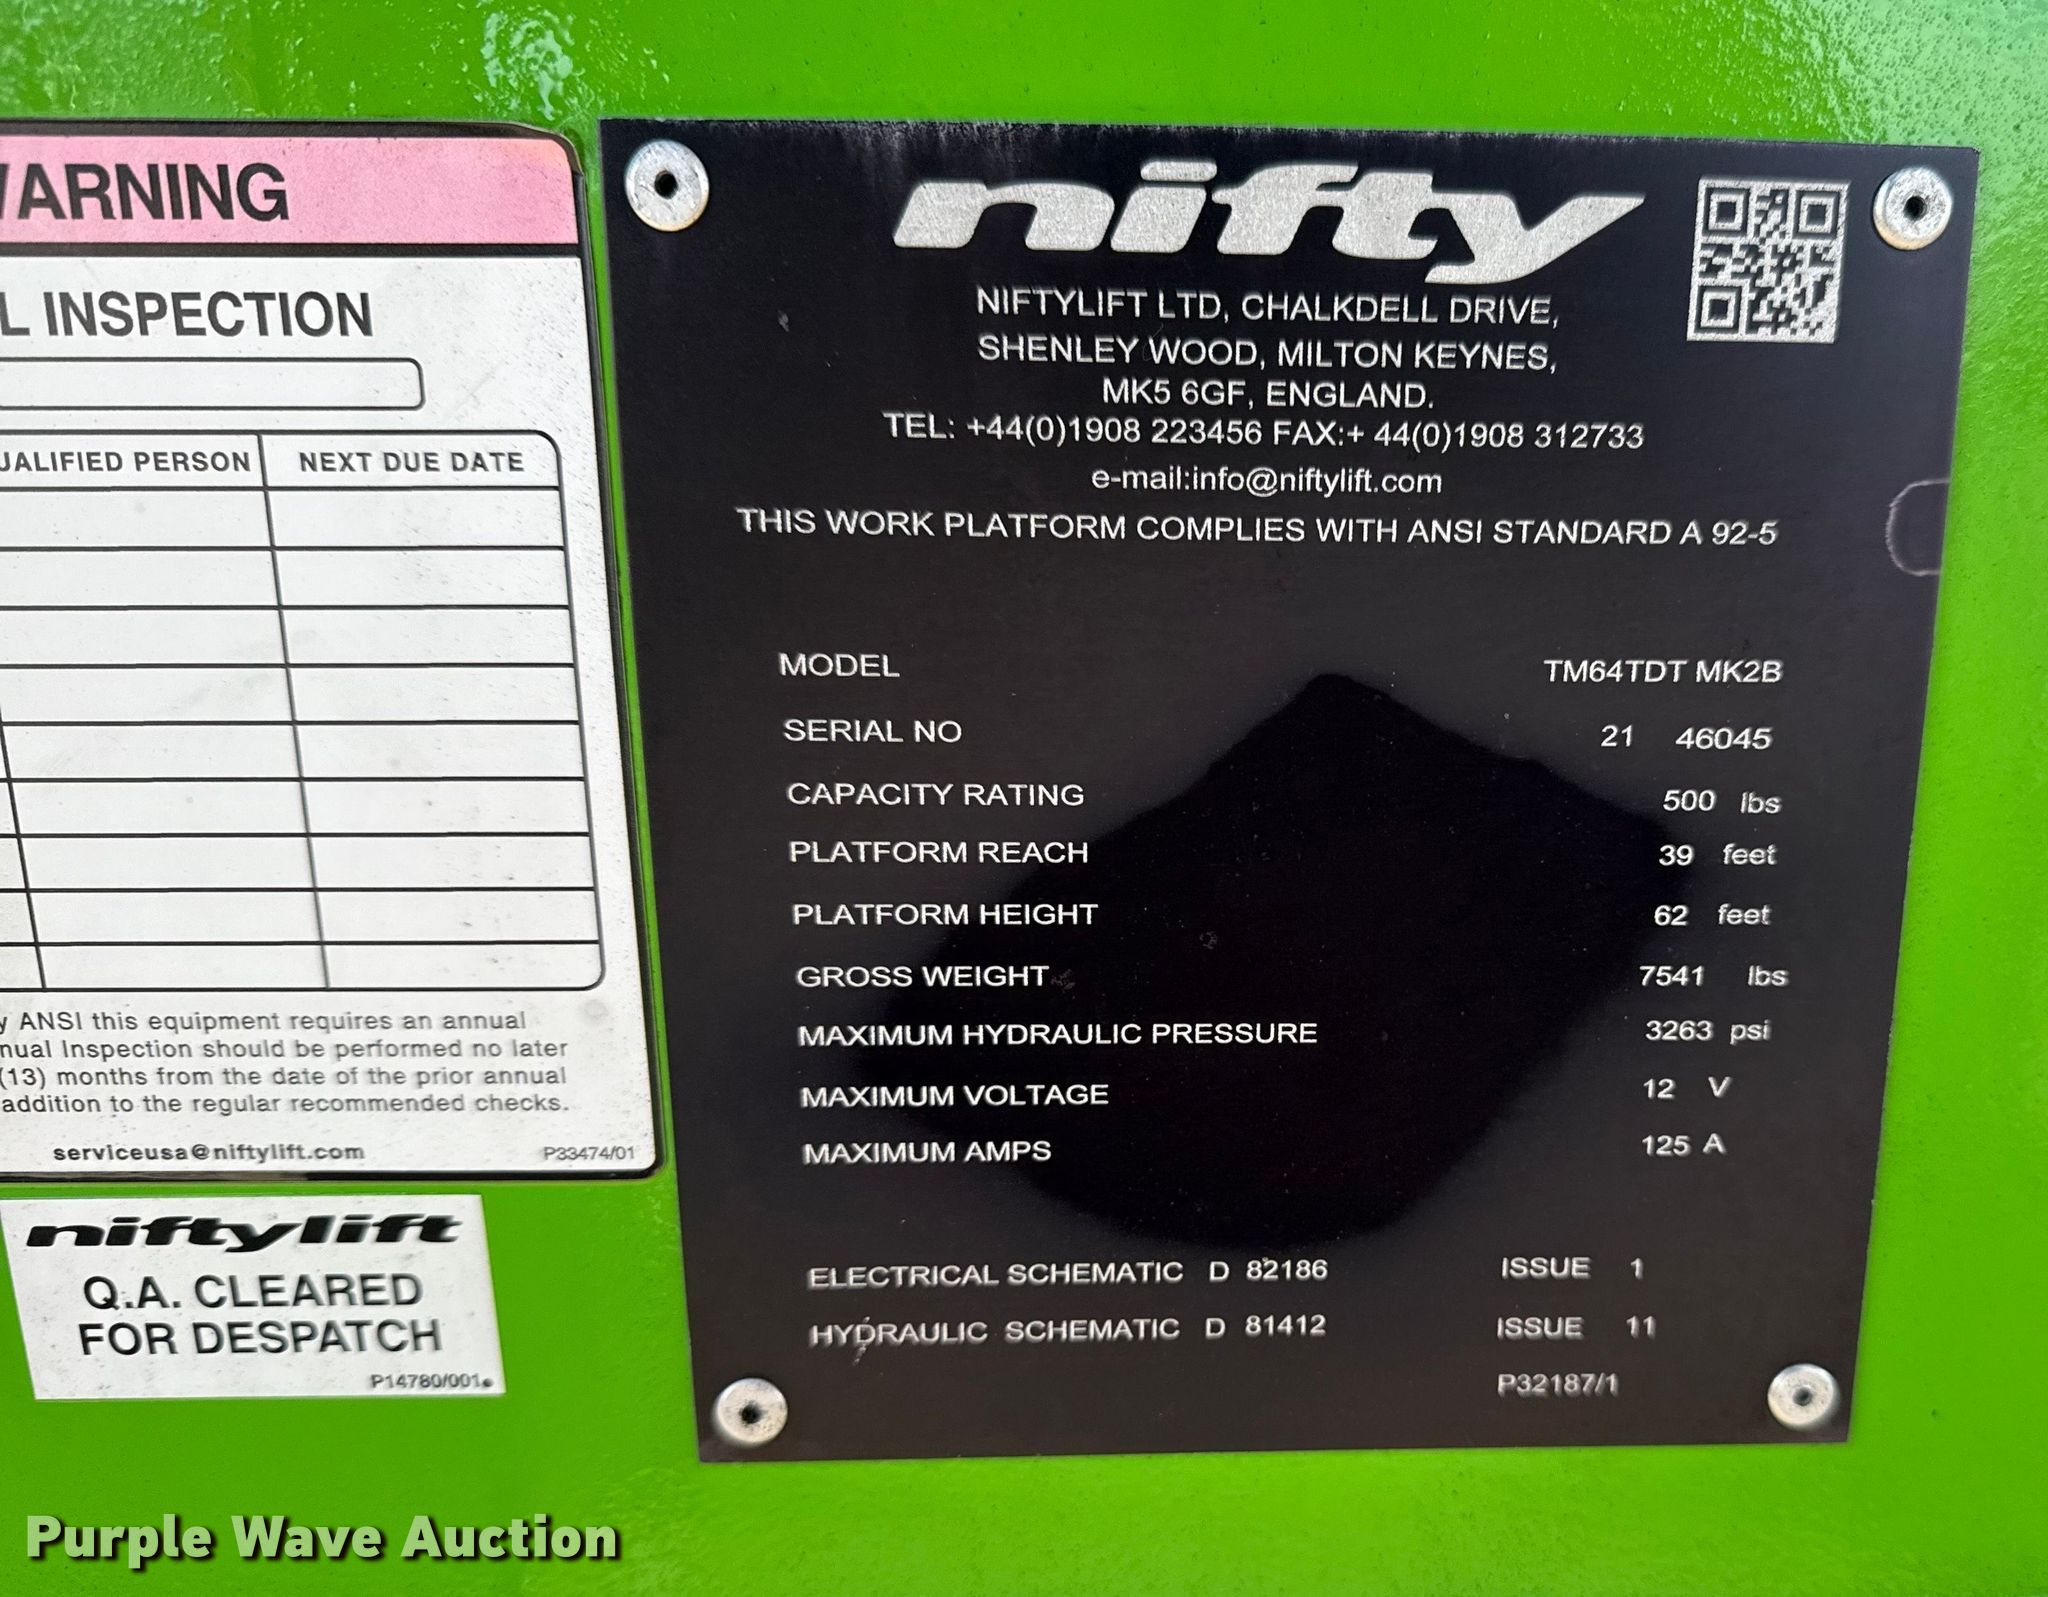 WARNING
L INSPECTION
QUALIFIED PERSON NEXT DUE DATE
y ANSI this equipment requires an annual
nual Inspection should be performed no later
(13) months from the date of the prior annual
addition to the regular recommended checks.
serviceusa@niftylift.com P33474/01
niftylift
Q.A. CLEARED
FOR DESPATCH
P14780/001
nifty
NIFTYLIFT LTD, CHALKDELL DRIVE,
SHENLEY WOOD, MILTON KEYNES,
MK5 6GF, ENGLAND.
TEL: +44(0)1908 223456 FAX:+ 44(0)1908 312733
e-mail:info@niftylift.com
THIS WORK PLATFORM COMPLIES WITH ANSI STANDARD A 92-5
MODEL TM64TDT MK2B
SERIAL NO 21 46045
CAPACITY RATING 500 lbs
PLATFORM REACH 39 feet
PLATFORM HEIGHT 62 feet
GROSS WEIGHT 7541 lbs
MAXIMUM HYDRAULIC PRESSURE 3263 psi
MAXIMUM VOLTAGE 12 V
MAXIMUM AMPS 125 A
ELECTRICAL SCHEMATIC D 82186 ISSUE 1
HYDRAULIC SCHEMATIC D 81412 ISSUE 11
P32187/1
Purple Wave Auction